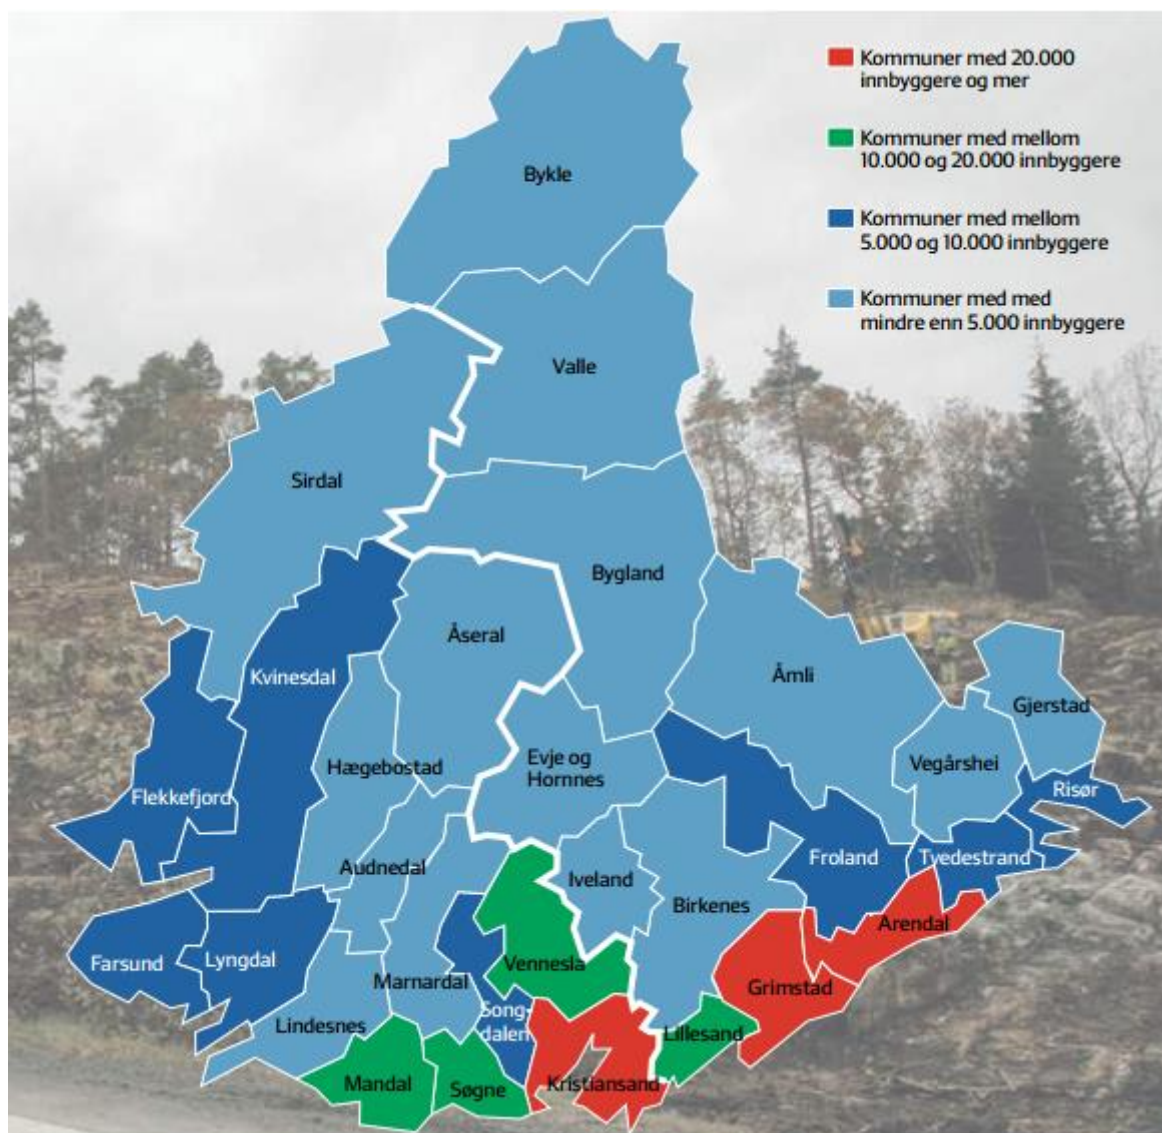 Kommuner med 20.000
innbyggere og mer
Kommuner med mellom
10.000 og 20.000 innbyggere
Kommuner med mellom
5.000 og 10.000 innbyggere
Kommuner med med
mindre enn 5.000 innbyggere
Bykle
Valle
Sirdal
Bygland
Åseral
Kvinesdal
Åmli
Gjerstad
Vegårshei
Evje og
Hornnes
Hægebostad
Flekkefjord
Risør
Froland
Tvedestrand
Audnedal
Iveland
Birkenes
Arendal
Farsund
Lyngdal
Vennesla
Marnardal
Grimstad
Song-
dalen
Lindesnes
Lillesand
Mandal
Søgne
Kristiansand